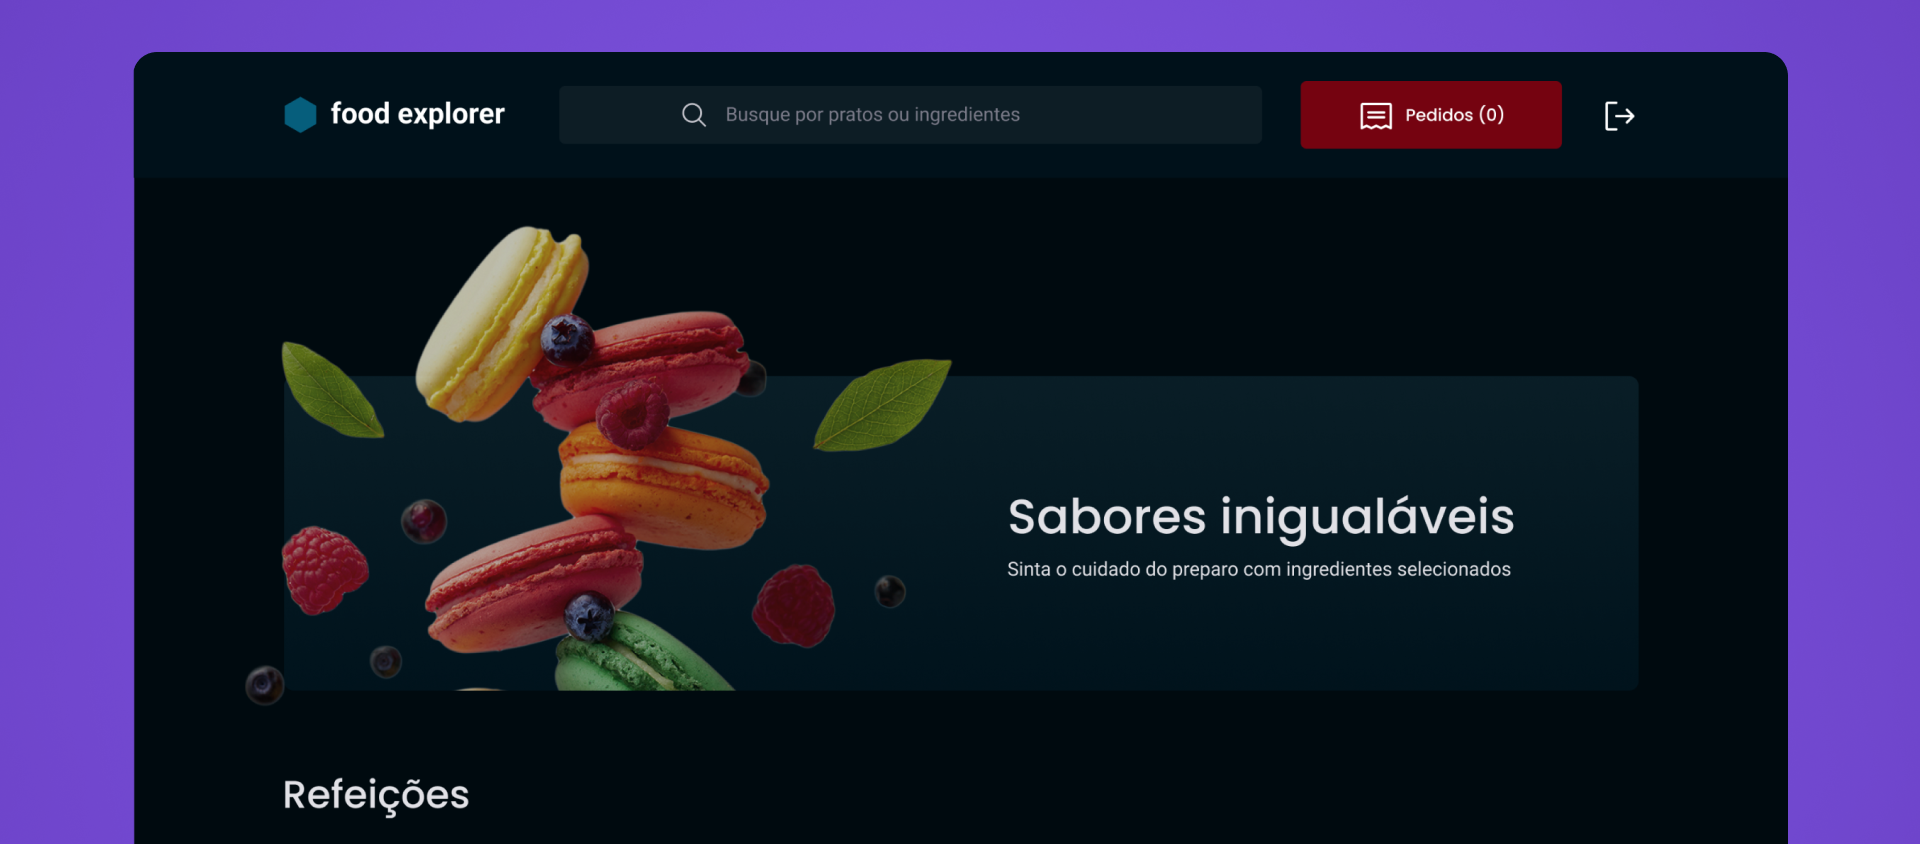 food explorer
Busque por pratos ou ingredientes
Pedidos (0)
Sabores inigualáveis
Sinta o cuidado do preparo com ingredientes selecionados
Refeições